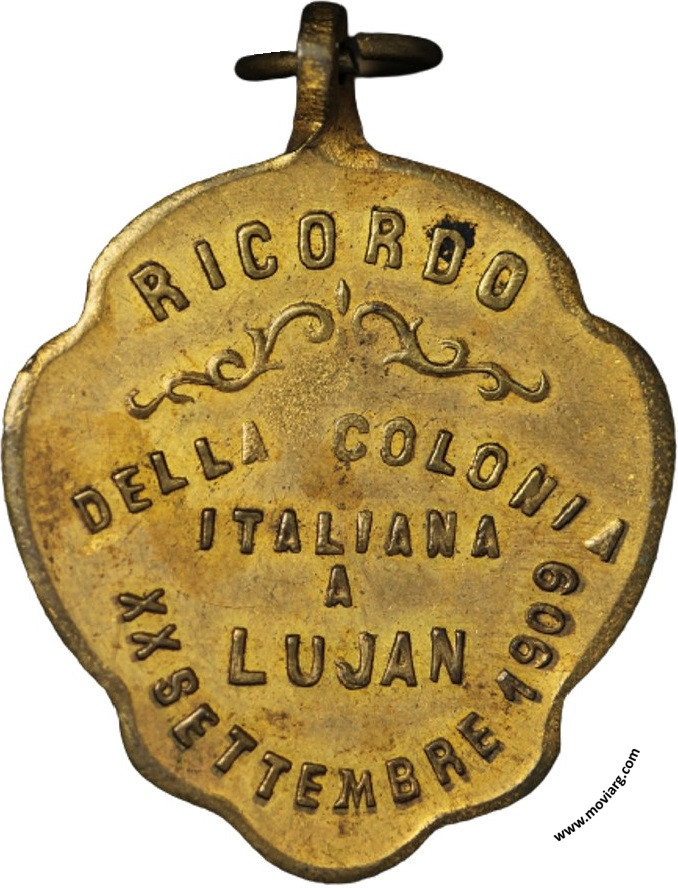 RICORDO
DELLA COLONIA
ITALIANA
A
LUJAN
XX SETTEMBRE 1909
www.moviarg.com